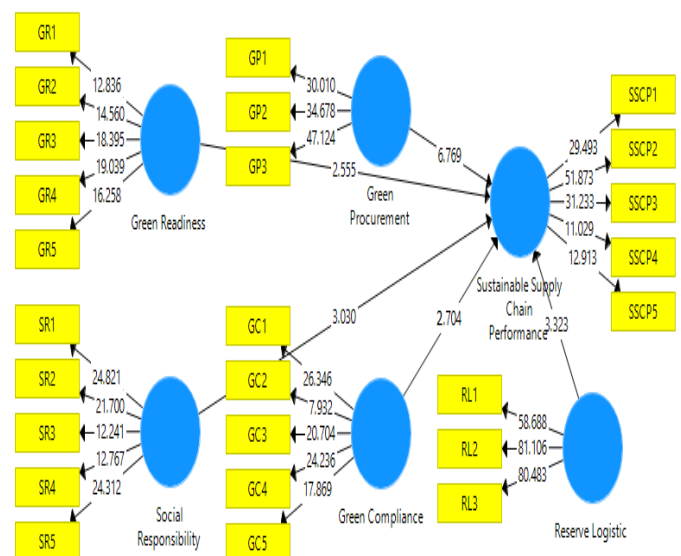 GR1
GR2
GR3
GR4
GR5
12.836
14.560
18.395
19.039
16.258
Green Readiness
GP1
GP2
GP3
30.010
34.678
47.124
Green
Procurement
6.769
2.555
SSCP1
SSCP2
SSCP3
SSCP4
SSCP5
29.493
51.873
31.233
11.029
12.913
Sustainable Supply
Chain
Performance
SR1
SR2
SR3
SR4
SR5
24.821
21.700
12.241
12.767
24.312
Social
Responsibility
3.030
GC1
GC2
GC3
GC4
GC5
26.346
7.932
20.704
24.236
17.869
Green Compliance
2.704
3.323
RL1
RL2
RL3
58.688
81.106
80.483
Reserve Logistic